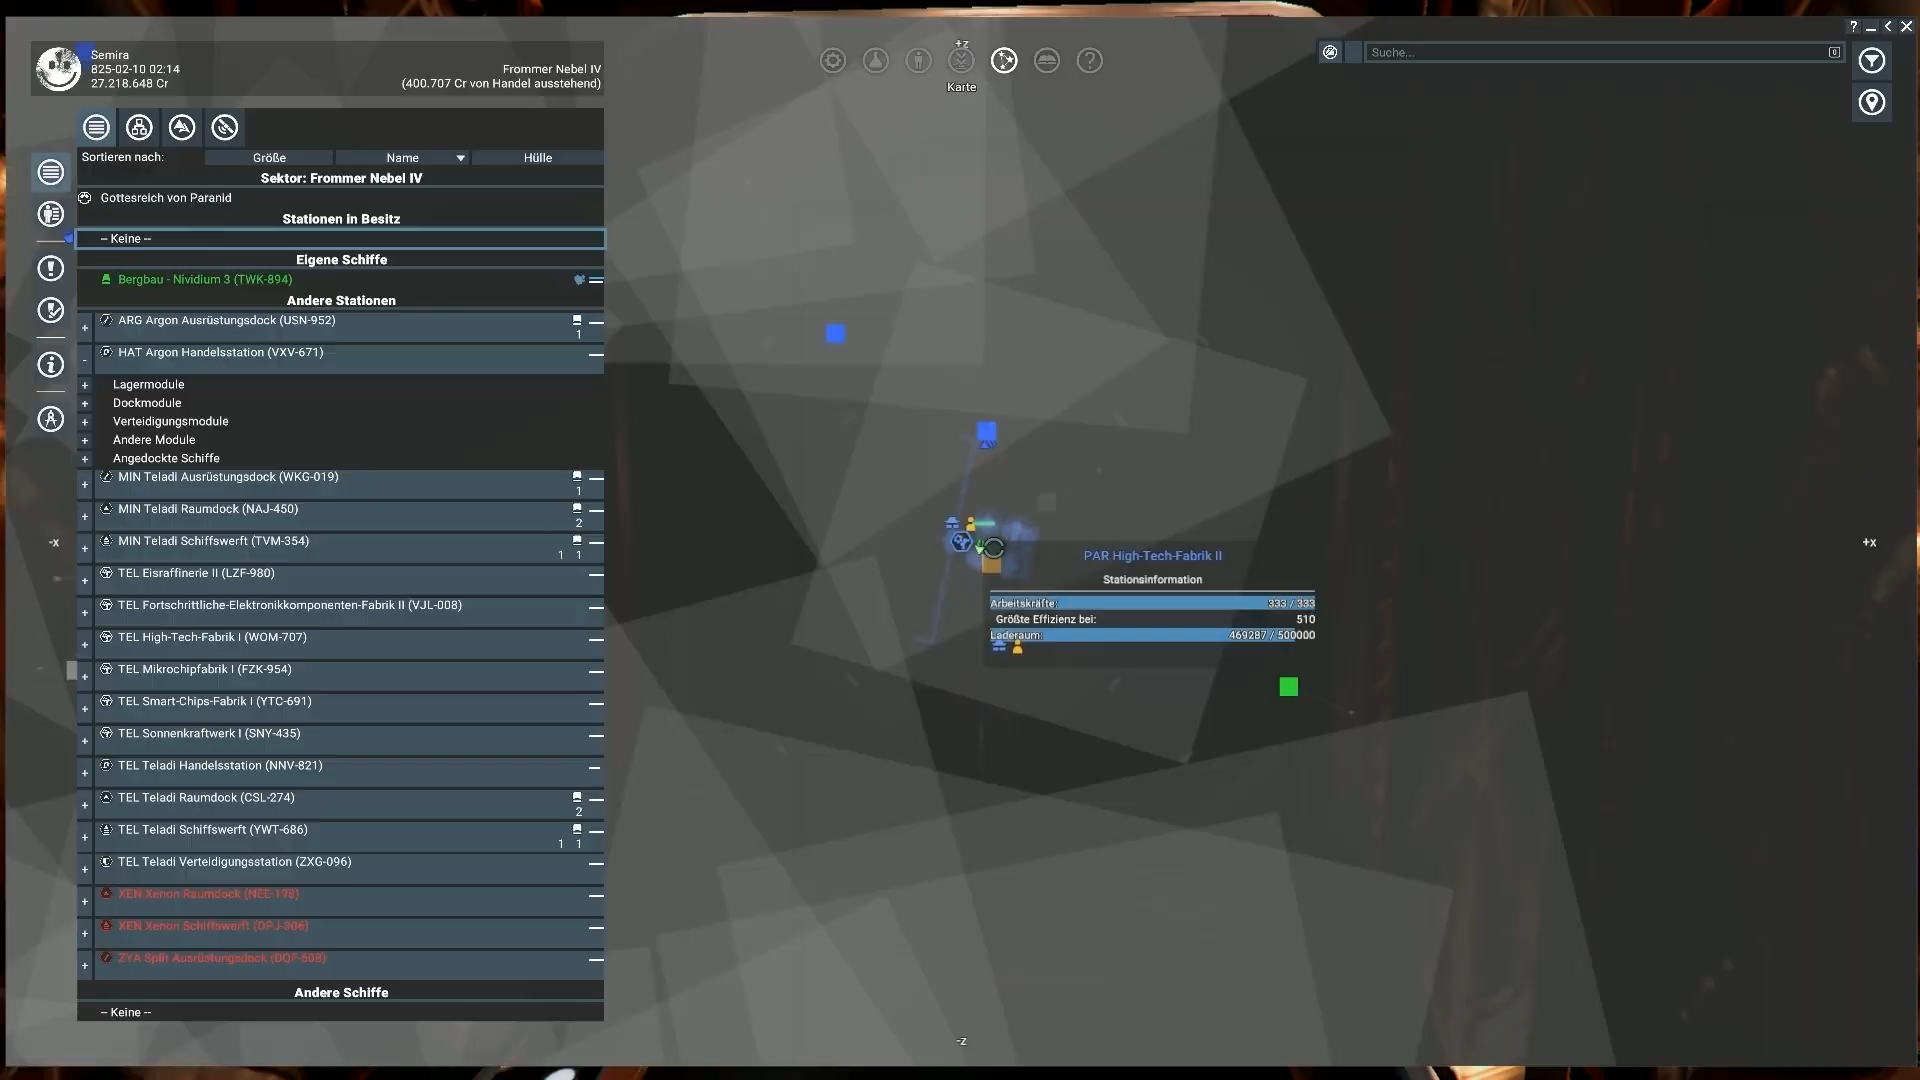 Semira
825-02-10 02:14
27.218.648 Cr
Frommer Nebel IV
(400.707 Cr von Handel ausstehend)
+z
Karte
Suche...
Sortieren nach:
Größe
Name
Hülle
Sektor: Frommer Nebel IV
Gottesreich von Paranid
Stationen in Besitz
-- Keine --
Eigene Schiffe
Bergbau - Nividium 3 (TWK-894)
Andere Stationen
+ ARG Argon Ausrüstungsdock (USN-952)
1
- HAT Argon Handelsstation (VXV-671)
+ Lagermodule
+ Dockmodule
+ Verteidigungsmodule
+ Andere Module
+ Angedockte Schiffe
+ MIN Teladi Ausrüstungsdock (WKG-019)
1
+ MIN Teladi Raumdock (NAJ-450)
2
+ MIN Teladi Schiffswerft (TVM-354)
1 1
+ TEL Eisraffinerie II (LZF-980)
+ TEL Fortschrittliche-Elektronikkomponenten-Fabrik II (VJL-008)
+ TEL High-Tech-Fabrik I (WOM-707)
+ TEL Mikrochipfabrik I (FZK-954)
+ TEL Smart-Chips-Fabrik I (YTC-691)
+ TEL Sonnenkraftwerk I (SNY-435)
+ TEL Teladi Handelsstation (NNV-821)
+ TEL Teladi Raumdock (CSL-274)
2
+ TEL Teladi Schiffswerft (YWT-686)
1 1
+ TEL Teladi Verteidigungsstation (ZXG-096)
+ XEN Xenon Raumdock (NEE-178)
+ XEN Xenon Schiffswerft (OPJ-306)
+ ZYA Split Ausrüstungsdock (DQF-608)
Andere Schiffe
-- Keine --
-x
+x
PAR High-Tech-Fabrik II
Stationsinformation
Arbeitskräfte: 333 / 333
Größte Effizienz bei: 510
Laderaum: 469287 / 500000
-z